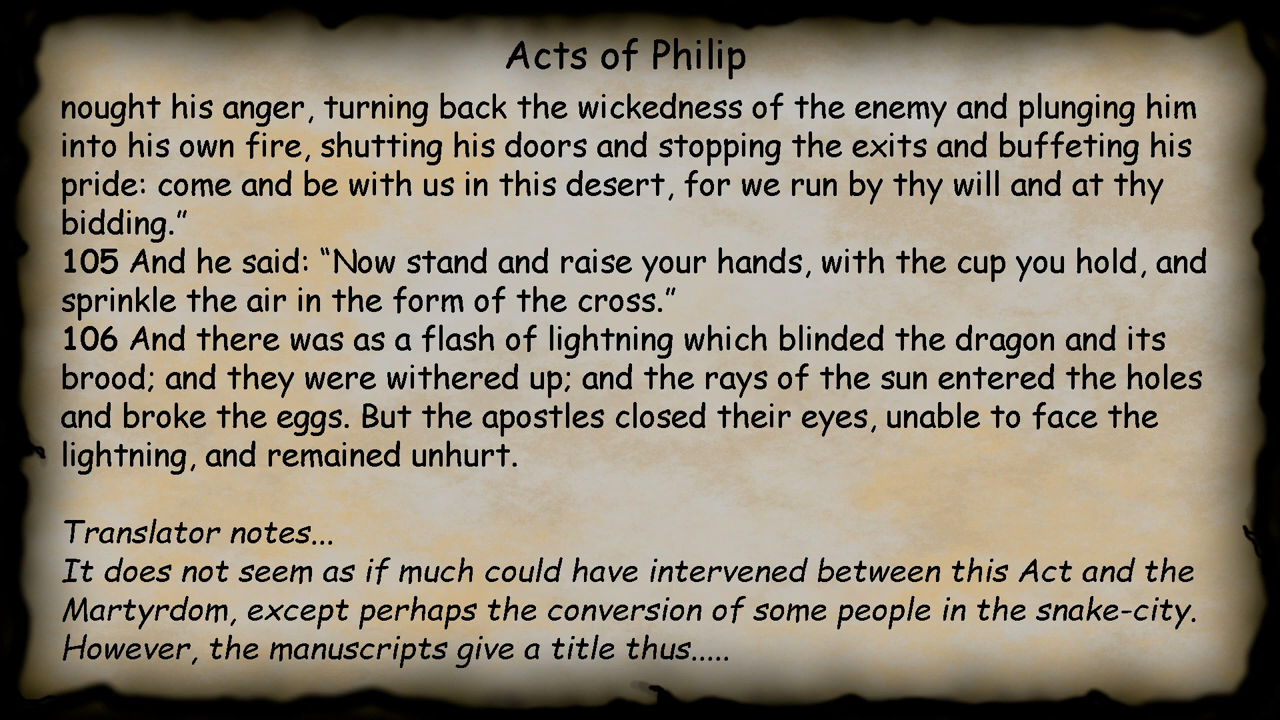 Acts of Philip
nought his anger, turning back the wickedness of the enemy and plunging him
into his own fire, shutting his doors and stopping the exits and buffeting his
pride: come and be with us in this desert, for we run by thy will and at thy
bidding.”
105 And he said: “Now stand and raise your hands, with the cup you hold, and
sprinkle the air in the form of the cross.”
106 And there was as a flash of lightning which blinded the dragon and its
brood; and they were withered up; and the rays of the sun entered the holes
and broke the eggs. But the apostles closed their eyes, unable to face the
lightning, and remained unhurt.
Translator notes...
It does not seem as if much could have intervened between this Act and the
Martyrdom, except perhaps the conversion of some people in the snake-city.
However, the manuscripts give a title thus.....